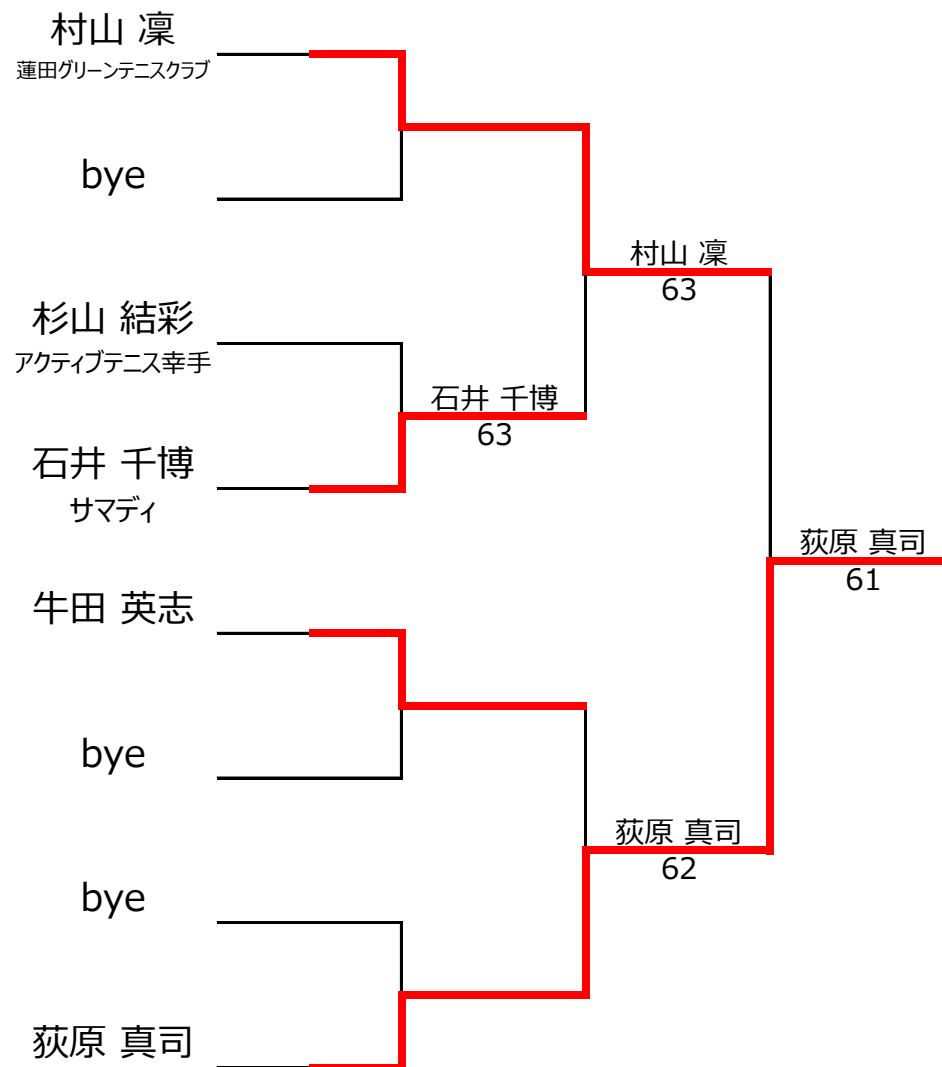 村山 凜
蓮田グリーンテニスクラブ
bye
村山 凜
63
杉山 結彩
アクティブテニス幸手
石井 千博
63
石井 千博
サマディ
荻原 真司
61
牛田 英志
bye
荻原 真司
62
bye
荻原 真司